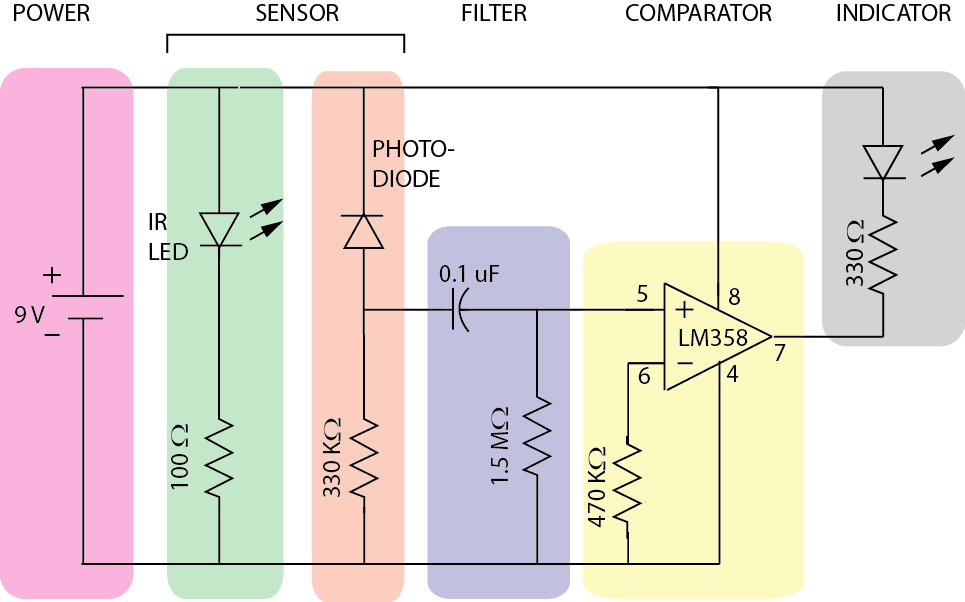 POWER
SENSOR
FILTER
COMPARATOR
INDICATOR
PHOTO-
DIODE
IR
LED
+
9 V
−
100 Ω
330 KΩ
0.1 uF
1.5 MΩ
5
+
8
LM358
7
6
−
4
470 KΩ
330 Ω